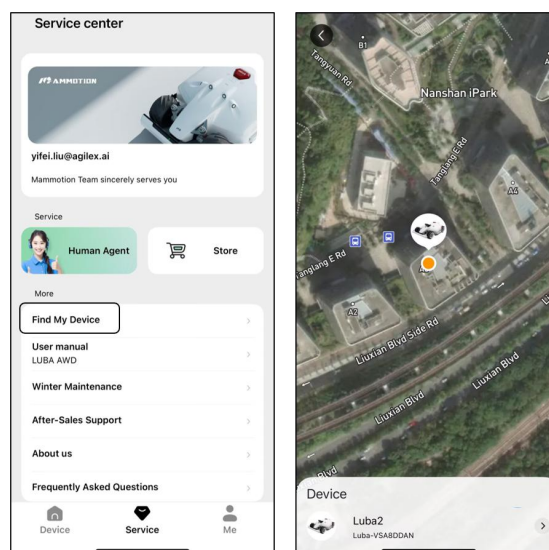 Service center
MAMMOTION
yifei.liu@agilex.ai
Mammotion Team sincerely serves you
Service
Human Agent
Store
More
Find My Device
User manual
LUBA AWD
Winter Maintenance
After-Sales Support
About us
Frequently Asked Questions
Device
Service
Me
B1
Tangyuan Rd
Nanshan iPark
Tanglang E Rd
A4
Tanglang E Rd
A2
Liuxian Blvd Side Rd
Liuxian Blvd
Liuxian Blvd
Device
Luba2
Luba-VSA8DDAN